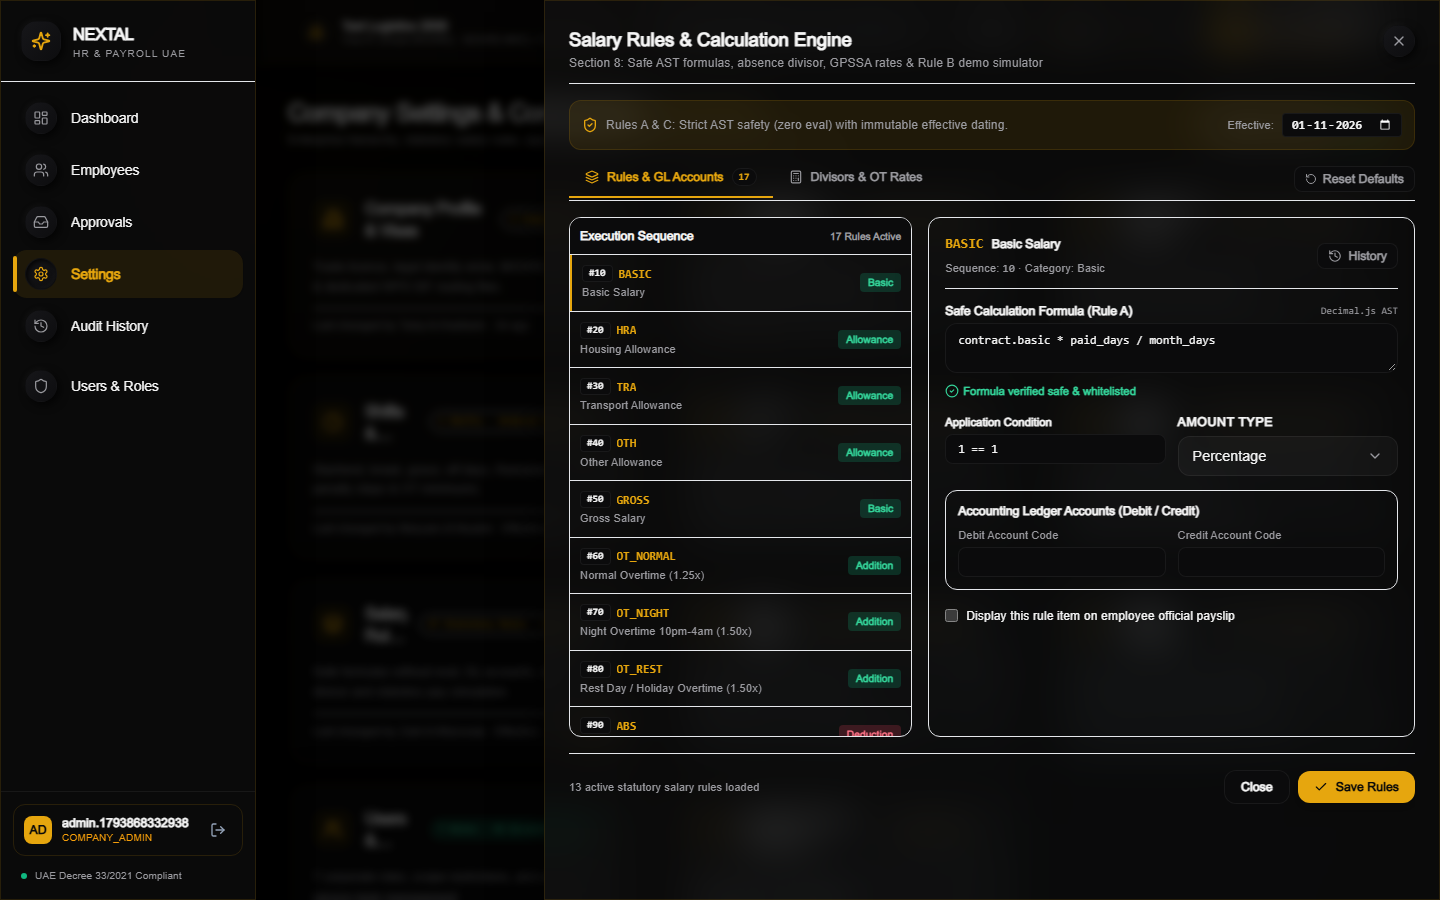 NEXTAL
HR & PAYROLL UAE
Dashboard
Employees
Approvals
Settings
Audit History
Users & Roles
AD
admin.1793868332938
COMPANY_ADMIN
UAE Decree 33/2021 Compliant
Company Settings & Con
Company Profile
Salary Rules & Calculation Engine
Section 8: Safe AST formulas, absence divisor, GPSSA rates & Rule B demo simulator
Rules A & C: Strict AST safety (zero eval) with immutable effective dating.
Effective: 01-11-2026
Rules & GL Accounts 17
Divisors & OT Rates
Reset Defaults
Execution Sequence
17 Rules Active
#10 BASIC
Basic Salary
Basic
#20 HRA
Housing Allowance
Allowance
#30 TRA
Transport Allowance
Allowance
#40 OTH
Other Allowance
Allowance
#50 GROSS
Gross Salary
Basic
#60 OT_NORMAL
Normal Overtime (1.25x)
Addition
#70 OT_NIGHT
Night Overtime 10pm-4am (1.50x)
Addition
#80 OT_REST
Rest Day / Holiday Overtime (1.50x)
Addition
#90 ABS
Deduction
BASIC Basic Salary
Sequence: 10 · Category: Basic
History
Safe Calculation Formula (Rule A)
Decimal.js AST
contract.basic * paid_days / month_days
Formula verified safe & whitelisted
Application Condition
1 == 1
AMOUNT TYPE
Percentage
Accounting Ledger Accounts (Debit / Credit)
Debit Account Code
Credit Account Code
Display this rule item on employee official payslip
13 active statutory salary rules loaded
Close
Save Rules